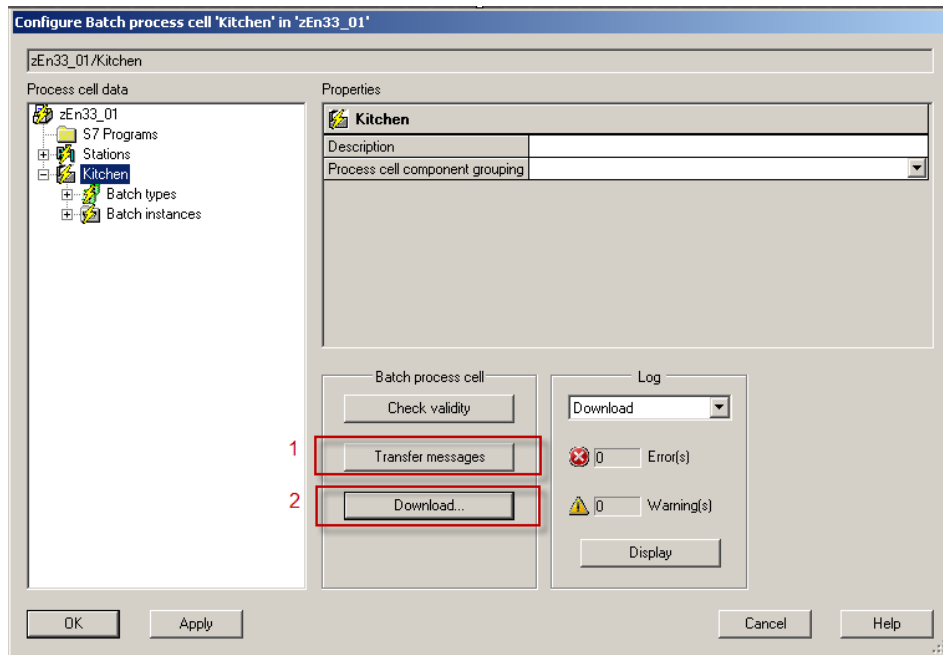 Configure Batch process cell 'Kitchen' in 'zEn33_01'
zEn33_01/Kitchen
Process cell data
zEn33_01
S7 Programs
Stations
Kitchen
Batch types
Batch instances
Properties
Kitchen
Description
Process cell component grouping
Batch process cell
Check validity
1
Transfer messages
2
Download...
Log
Download
0 Error(s)
0 Warning(s)
Display
OK
Apply
Cancel
Help